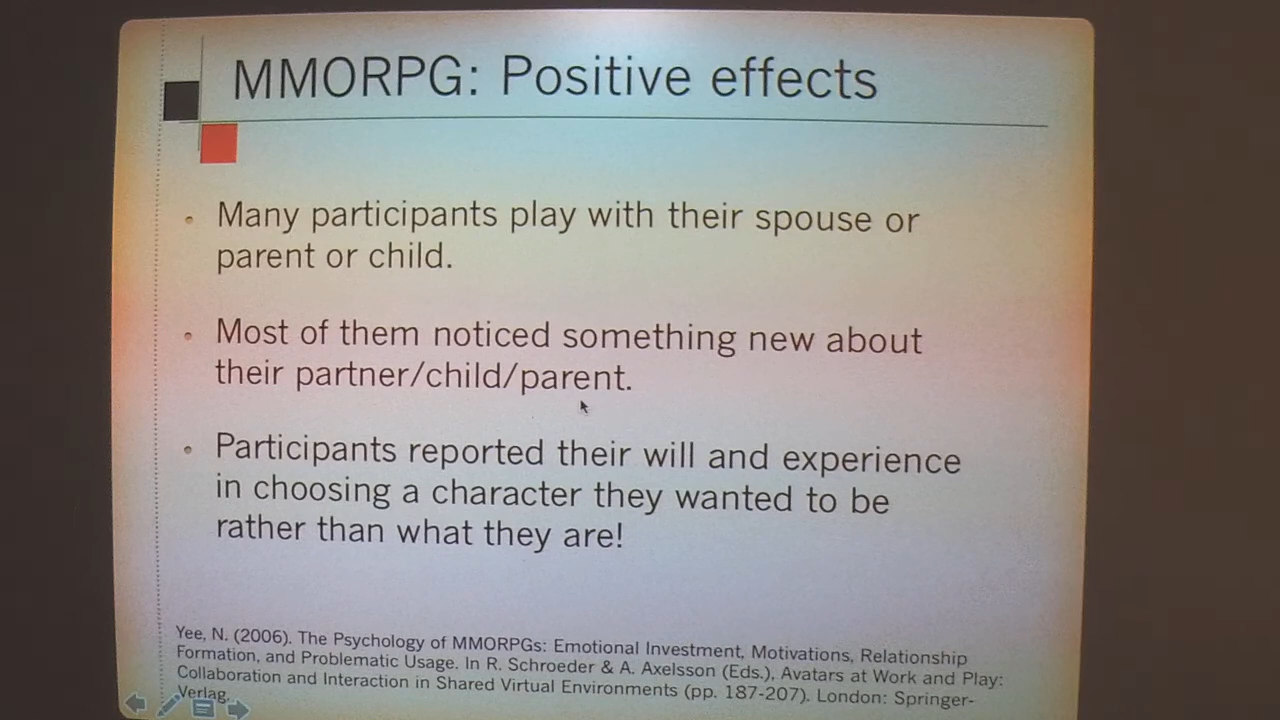 MMORPG: Positive effects
Many participants play with their spouse or
parent or child.
Most of them noticed something new about
their partner/child/parent.
Participants reported their will and experience
in choosing a character they wanted to be
rather than what they are!
Yee, N. (2006). The Psychology of MMORPGs: Emotional Investment, Motivations, Relationship
Formation, and Problematic Usage. In R. Schroeder & A. Axelsson (Eds.), Avatars at Work and Play:
Collaboration and Interaction in Shared Virtual Environments (pp. 187-207). London: Springer-
Verlag.